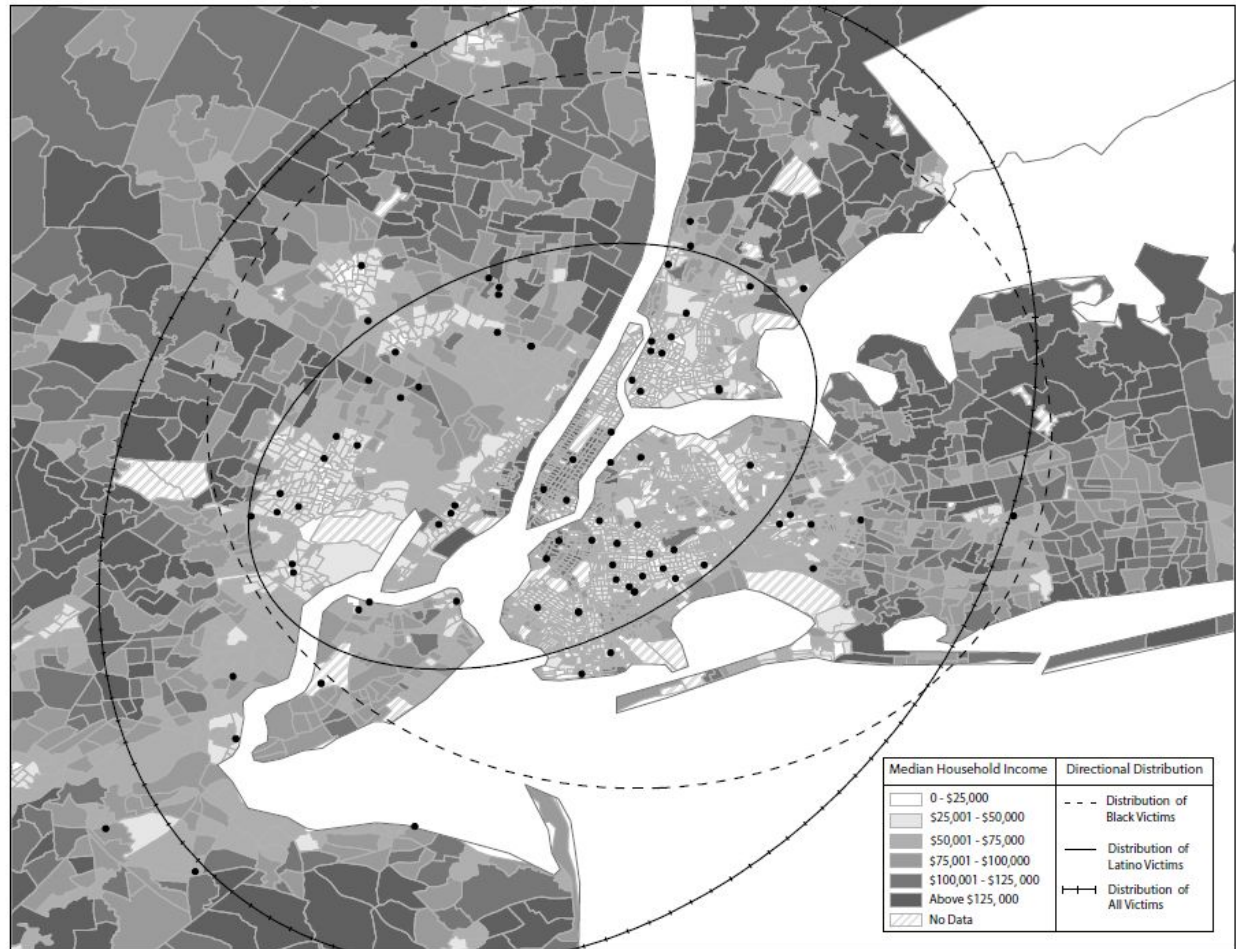 Median Household Income
Directional Distribution
0 - $25,000
$25,001 - $50,000
$50,001 - $75,000
$75,001 - $100,000
$100,001 - $125, 000
Above $125, 000
No Data
Distribution of
Black Victims
Distribution of
Latino Victims
Distribution of
All Victims